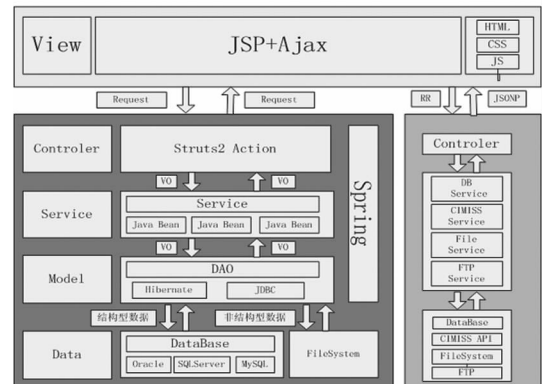 View
JSP+Ajax
HTML
CSS
JS
Request
Request
RR
JSONP
Controler
Struts2 Action
Spring
VO
VO
Service
Service
Java Bean
Java Bean
Java Bean
VO
VO
Model
DAO
Hibernate
JDBC
结构型数据
非结构型数据
Data
DataBase
Oracle
SQLServer
MySQL
FileSystem
Controler
DB
Service
CIMISS
Service
File
Service
FTP
Service
DataBase
CIMISS API
FileSystem
FTP